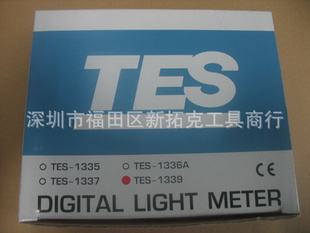 TES
深圳市福田区新拓克工具商行
TES-1335 TES-1336A
TES-1337 TES-1339
CE
DIGITAL LIGHT METER